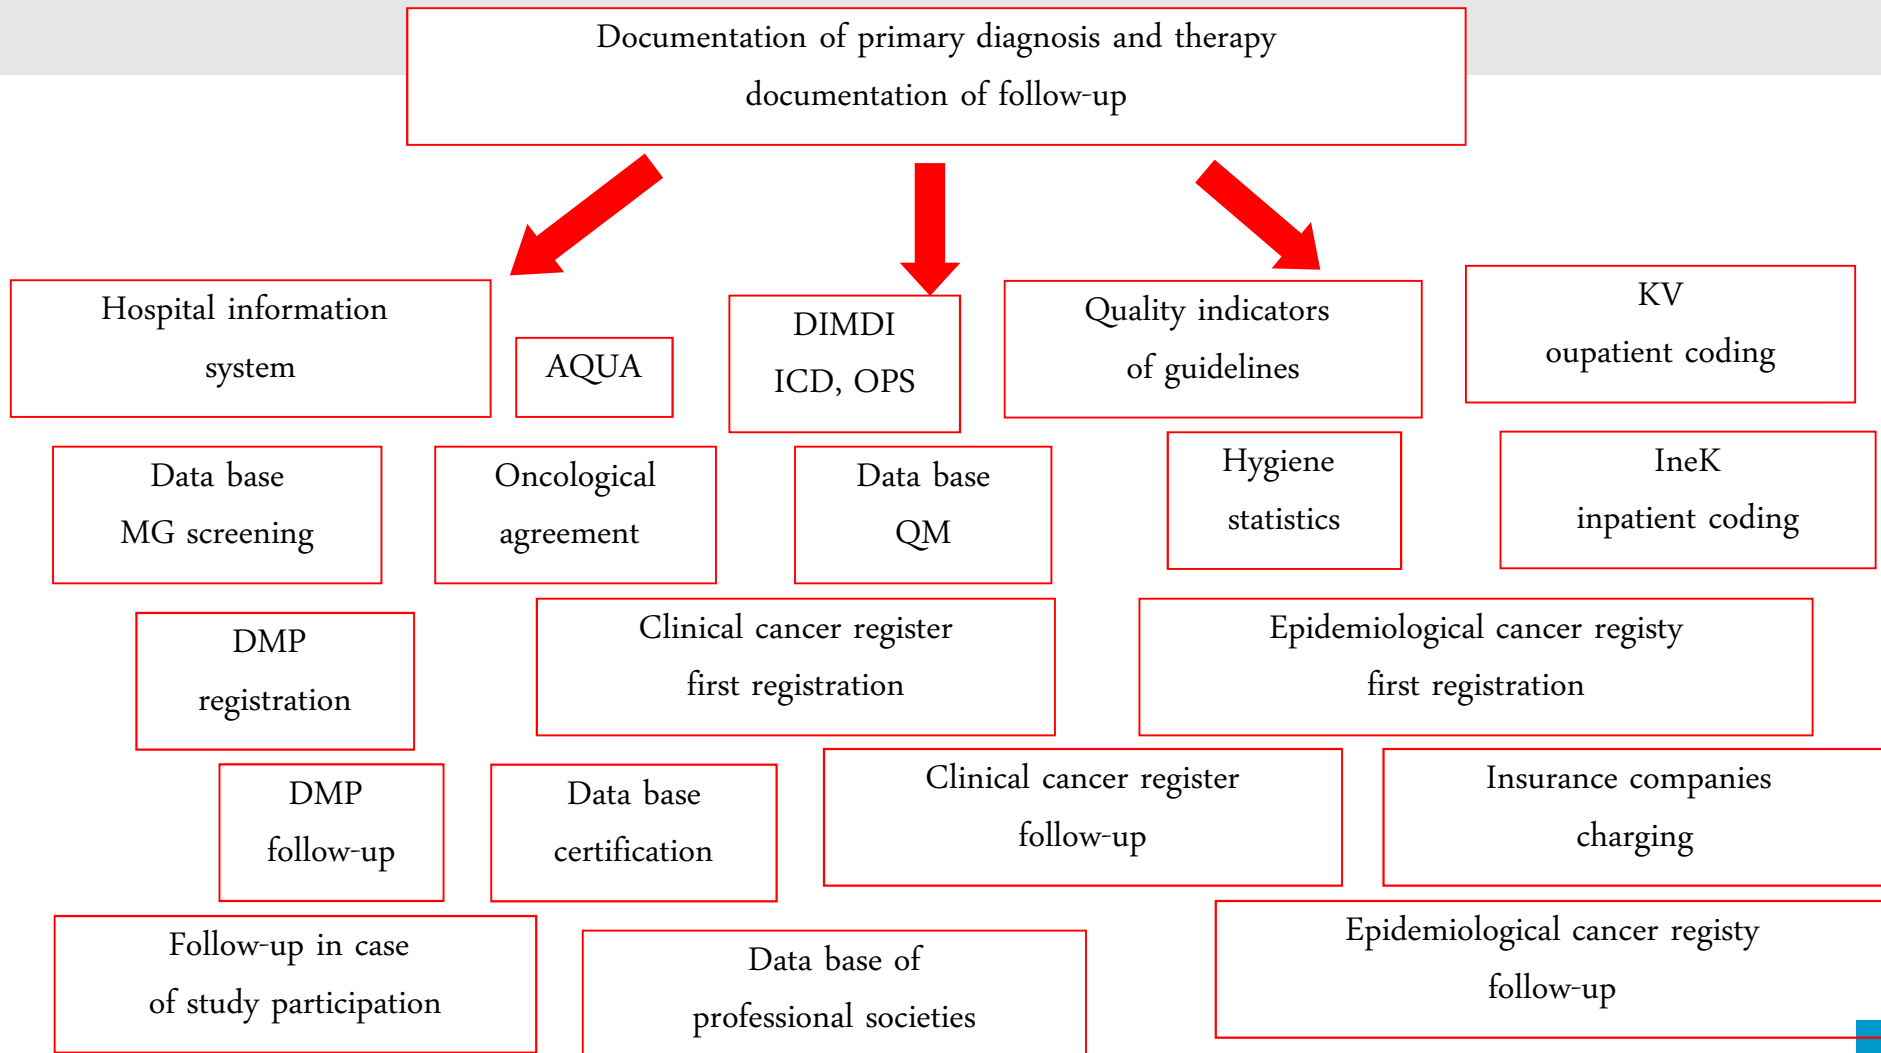 Documentation of primary diagnosis and therapy
documentation of follow-up
Hospital information
system
AQUA
DIMDI
ICD, OPS
Quality indicators
of guidelines
KV
oupatient coding
Data base
MG screening
Oncological
agreement
Data base
QM
Hygiene
statistics
IneK
inpatient coding
DMP
registration
Clinical cancer register
first registration
Epidemiological cancer registy
first registration
DMP
follow-up
Data base
certification
Clinical cancer register
follow-up
Insurance companies
charging
Follow-up in case
of study participation
Data base of
professional societies
Epidemiological cancer registy
follow-up